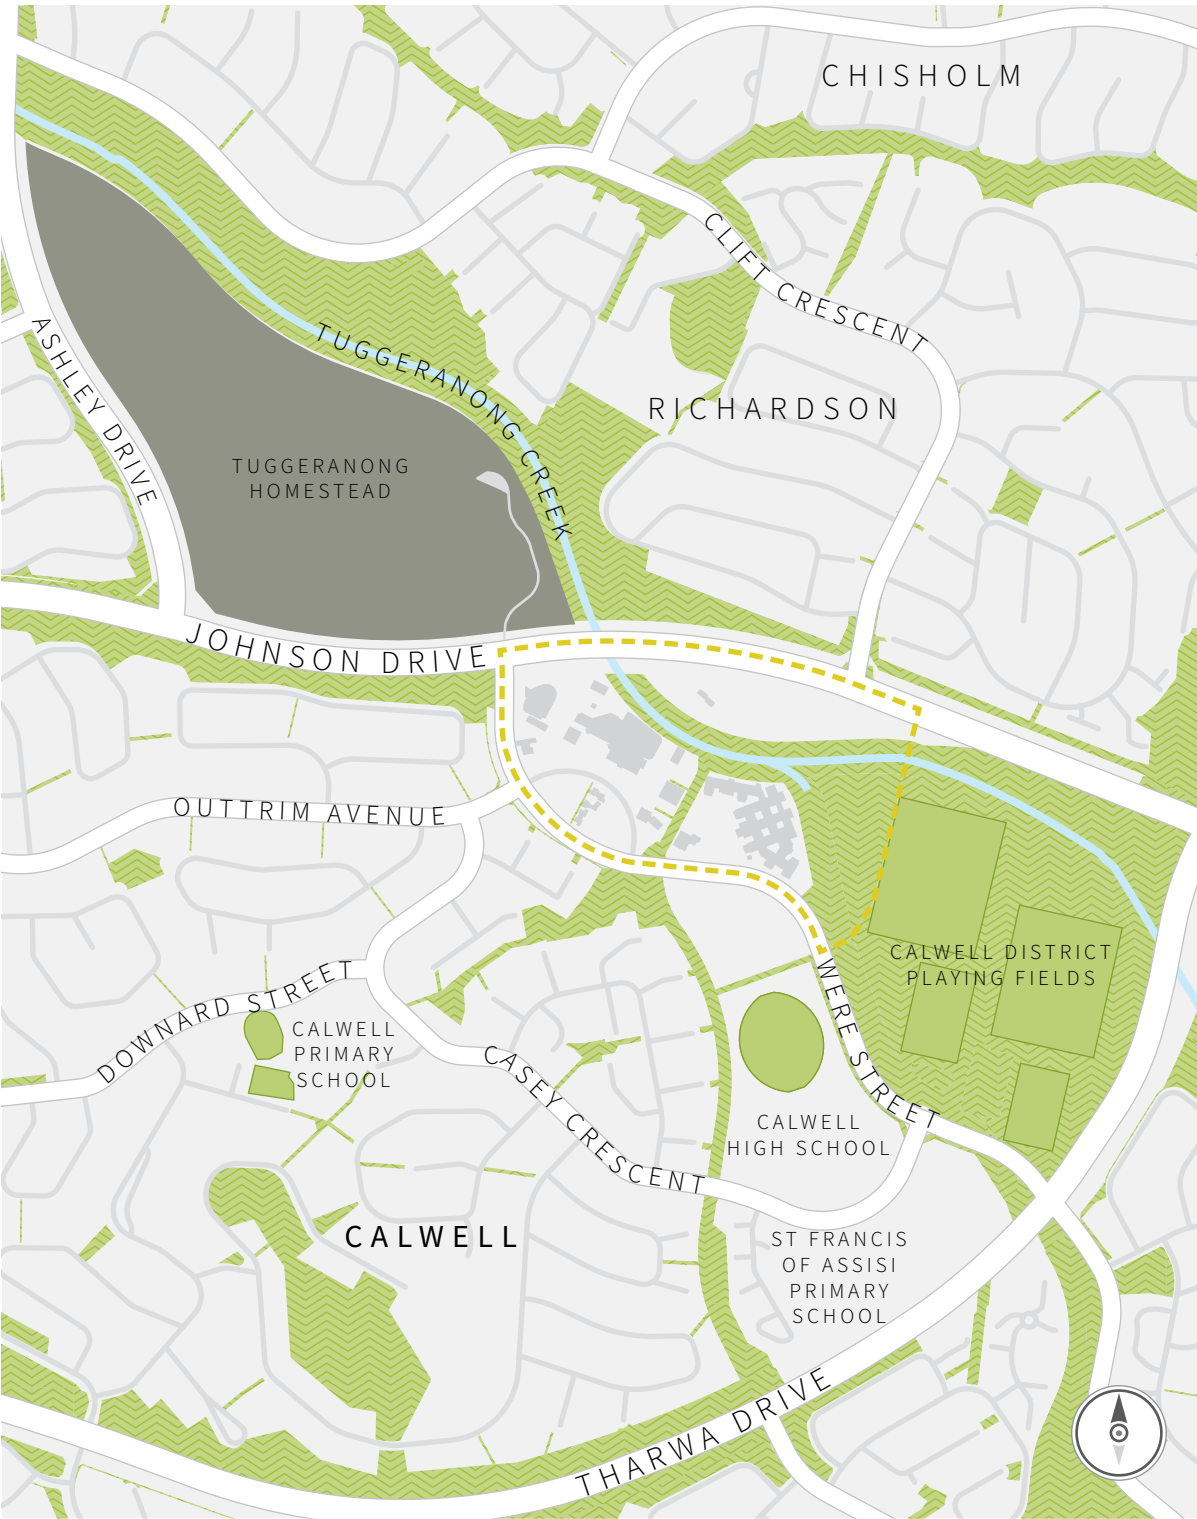 CHISHOLM
CLIFT CRESCENT
ASHLEY DRIVE
TUGGERANONG CREEK
RICHARDSON
TUGGERANONG
HOMESTEAD
JOHNSON DRIVE
OUTTRIM AVENUE
CALWELL DISTRICT
PLAYING FIELDS
WERE STREET
DOWNARD STREET
CALWELL
PRIMARY
SCHOOL
CASEY CRESCENT
CALWELL
HIGH SCHOOL
CALWELL
ST FRANCIS
OF ASSISI
PRIMARY
SCHOOL
THARWA DRIVE